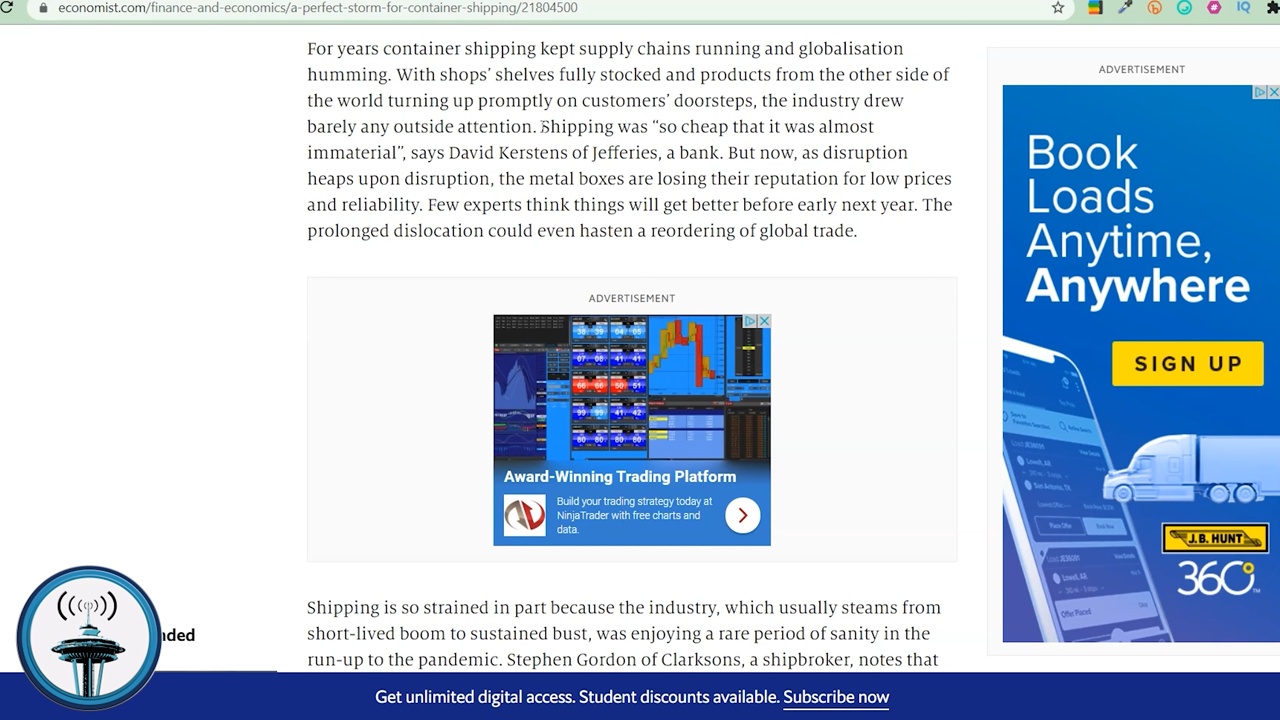 economist.com/finance-and-economics/a-perfect-storm-for-container-shipping/21804500
For years container shipping kept supply chains running and globalisation
humming. With shops’ shelves fully stocked and products from the other side of
the world turning up promptly on customers’ doorsteps, the industry drew
barely any outside attention. Shipping was “so cheap that it was almost
immaterial”, says David Kerstens of Jefferies, a bank. But now, as disruption
heaps upon disruption, the metal boxes are losing their reputation for low prices
and reliability. Few experts think things will get better before early next year. The
prolonged dislocation could even hasten a reordering of global trade.
ADVERTISEMENT
Award-Winning Trading Platform
Build your trading strategy today at
NinjaTrader with free charts and
data.
Shipping is so strained in part because the industry, which usually steams from
short-lived boom to sustained bust, was enjoying a rare period of sanity in the
run-up to the pandemic. Stephen Gordon of Clarksons, a shipbroker, notes that
ADVERTISEMENT
Book
Loads
Anytime,
Anywhere
SIGN UP
J.B. HUNT
360
nded
Get unlimited digital access. Student discounts available. Subscribe now